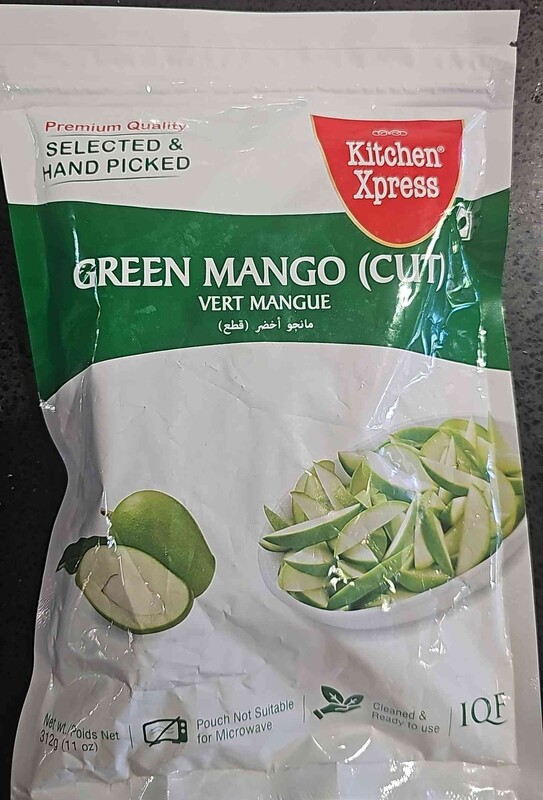 Premium Quality
SELECTED &
HAND PICKED
Kitchen®
Xpress
GREEN MANGO (CUT)
VERT MANGUE
مانجو أخضر (قطع)
Net wt./Poids Net
312g (11 oz)
Pouch Not Suitable
for Microwave
Cleaned &
Ready to use
IQF